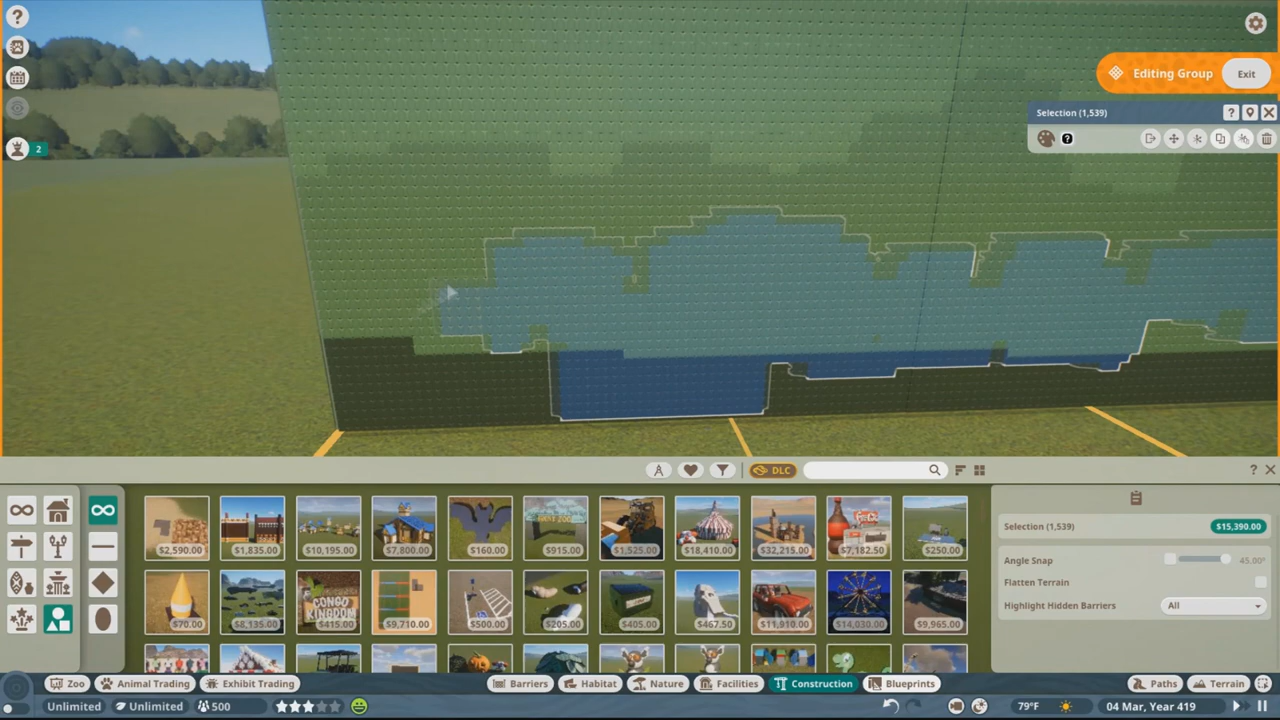 ?
Editing Group Exit
Selection (1,539) ?
?
2
DLC
?
$2,590.00 $1,835.00 $10,195.00 $7,800.00 $160.00 $915.00 $1,525.00 $18,410.00 $32,215.00 $7,182.50 $250.00
Selection (1,539) $15,390.00
Angle Snap 45.00°
Flatten Terrain
Highlight Hidden Barriers All
CONGO
KINGDOM
$70.00 $8,135.00 $415.00 $9,710.00 $500.00 $205.00 $405.00 $467.50 $11,910.00 $14,030.00 $9,965.00
Zoo Animal Trading Exhibit Trading Barriers Habitat Nature Facilities Construction Blueprints Paths Terrain
Unlimited Unlimited 500 79°F 04 Mar, Year 419